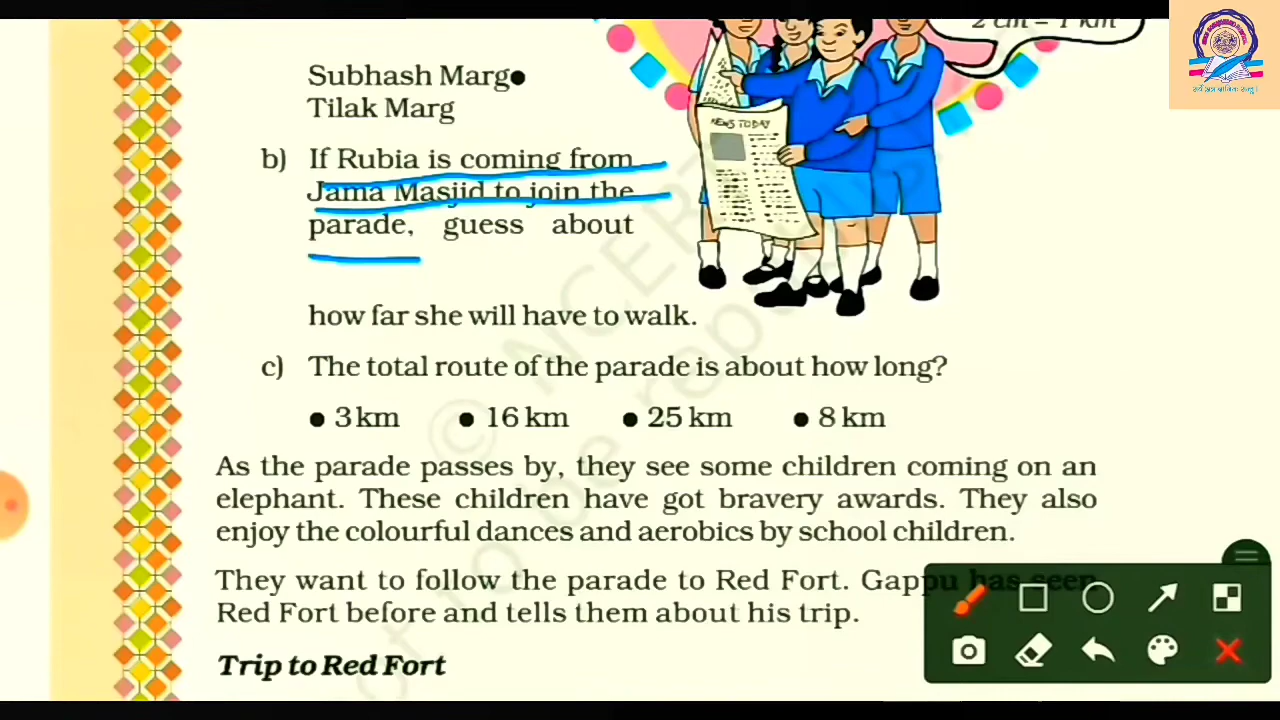 2 cm = 1 km
Subhash Marg
Tilak Marg
NEWS TODAY
b) If Rubia is coming from
Jama Masjid to join the
parade, guess about
how far she will have to walk.
c) The total route of the parade is about how long?
• 3 km • 16 km • 25 km • 8 km
As the parade passes by, they see some children coming on an
elephant. These children have got bravery awards. They also
enjoy the colourful dances and aerobics by school children.
They want to follow the parade to Red Fort. Gappu has seen
Red Fort before and tells them about his trip.
Trip to Red Fort
© NCERT
not to be republished